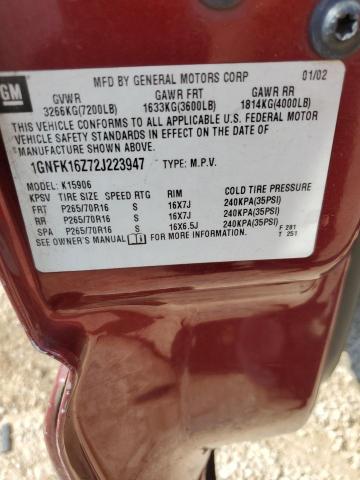 GM
MFD BY GENERAL MOTORS CORP 01/02
GVWR GAWR FRT GAWR RR
3266KG(7200LB) 1633KG(3600LB) 1814KG(4000LB)
THIS VEHICLE CONFORMS TO ALL APPLICABLE U.S. FEDERAL MOTOR
VEHICLE SAFETY STANDARDS IN EFFECT ON THE DATE OF
MANUFACTURE SHOWN ABOVE.
1GNFK16Z72J223947 TYPE: M.P.V.
MODEL: K15906
KPSV TIRE SIZE SPEED RTG RIM COLD TIRE PRESSURE
FRT P265/70R16 S 16X7J 240KPA(35PSI)
RR P265/70R16 S 16X7J 240KPA(35PSI)
SPA P265/70R16 S 16X6.5J 240KPA(35PSI)
SEE OWNER'S MANUAL FOR MORE INFORMATION F 281
T 251